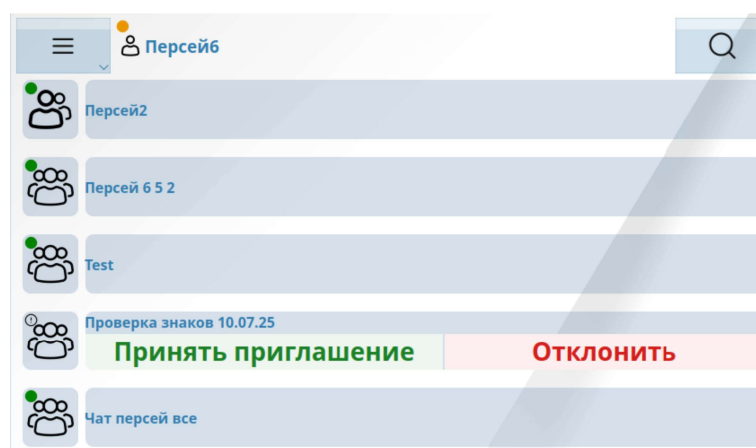 Персей6
Персей2
Персей 6 5 2
Test
Проверка знаков 10.07.25
Принять приглашение
Отклонить
Чат персей все